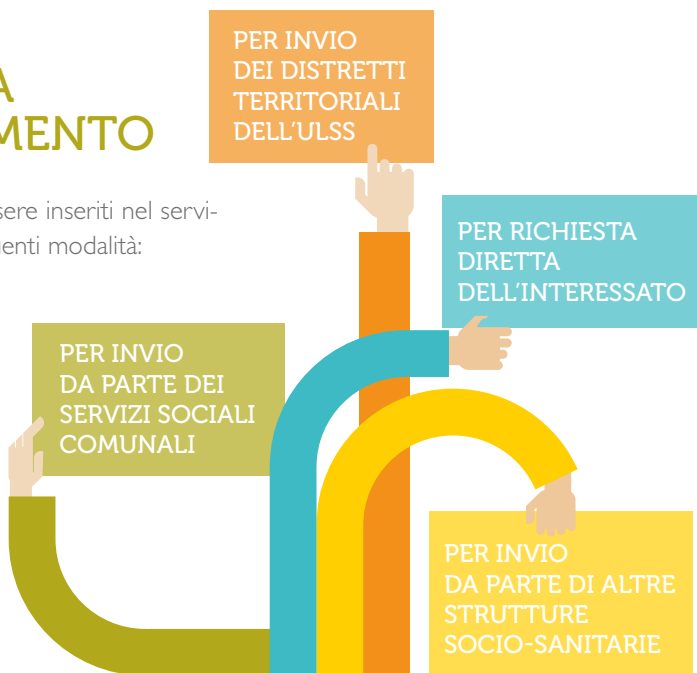 A
MENTO
sere inseriti nel servi-
enti modalità:
PER INVIO
DEI DISTRETTI
TERRITORIALI
DELL'ULSS
PER RICHIESTA
DIRETTA
DELL'INTERESSATO
PER INVIO
DA PARTE DEI
SERVIZI SOCIALI
COMUNALI
PER INVIO
DA PARTE DI ALTRE
STRUTTURE
SOCIO-SANITARIE